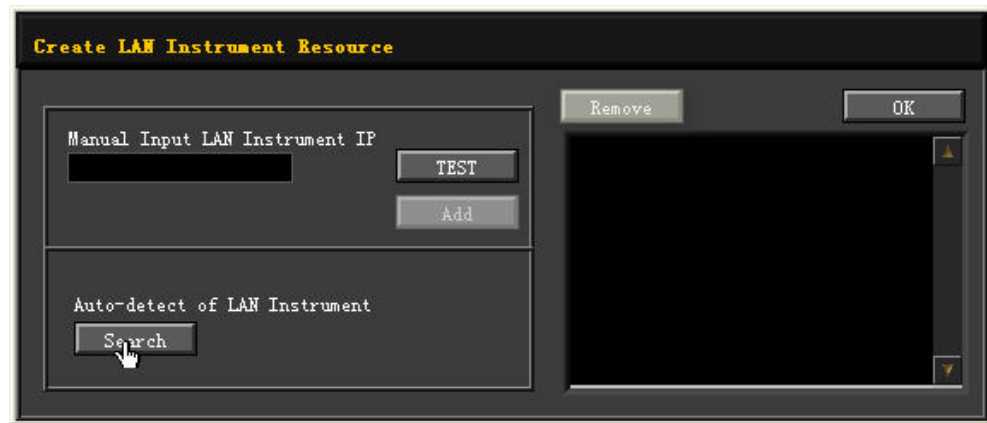 Create LAN Instrument Resource
Manual Input LAN Instrument IP
TEST
Add
Auto-detect of LAN Instrument
Search
Remove
OK